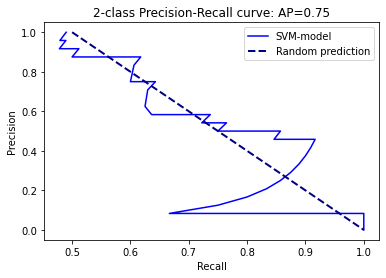 2-class Precision-Recall curve: AP=0.75
SVM-model
Random prediction
Precision
1.0
0.8
0.6
0.4
0.2
0.0
0.5
0.6
0.7
0.8
0.9
1.0
Recall